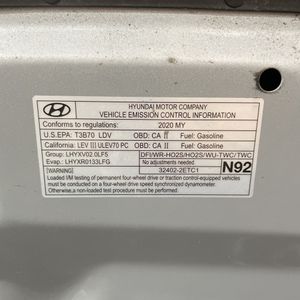 HYUNDAI MOTOR COMPANY
VEHICLE EMISSION CONTROL INFORMATION
Conforms to regulations: 2020 MY
U.S.EPA: T3B70 LDV OBD: CA II Fuel: Gasoline
California: LEV III ULEV70 PC OBD: CA II Fuel: Gasoline
Group: LHYXV02.0LF5 DFI/WR-HO2S/HO2S/WU-TWC/TWC
Evap.: LHYXR0133LFG No adjustments needed.
WARNING: 32402-2ETC1 N92
Loaded I/M testing of permanent four-wheel drive or traction control-equipped vehicles
must be conducted on a four-wheel drive synchronized dynamometer.
Otherwise, a non-loaded test procedure must be used.